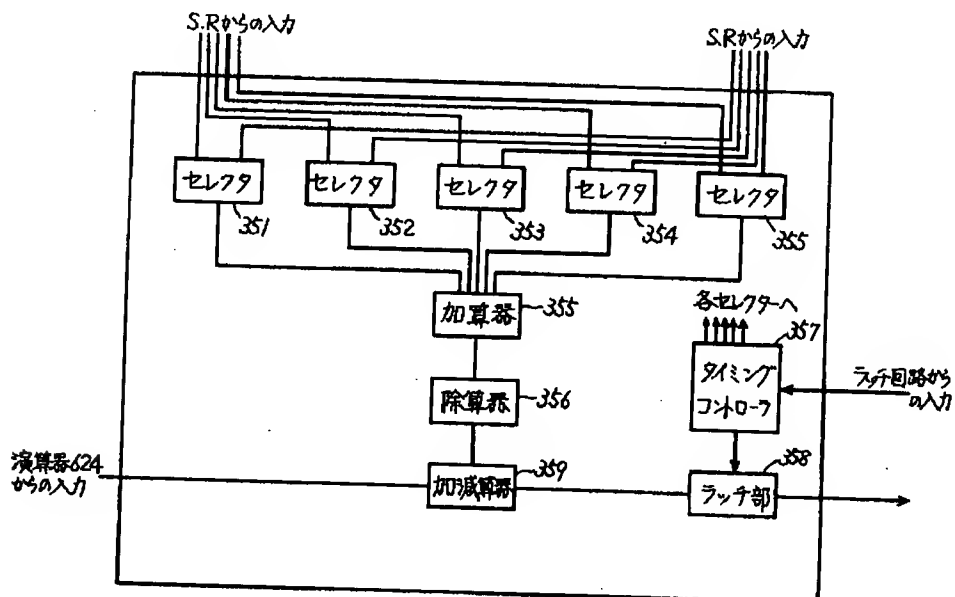 S.Rからの入力
S.Rからの入力
セレクタ
セレクタ
セレクタ
セレクタ
セレクタ
351
352
353
354
355
加算器
355
各セレクターへ
357
タイミング
コントローラ
ラッチ回路から
の入力
除算器
356
演算器624
からの入力
加減算器
359
358
ラッチ部